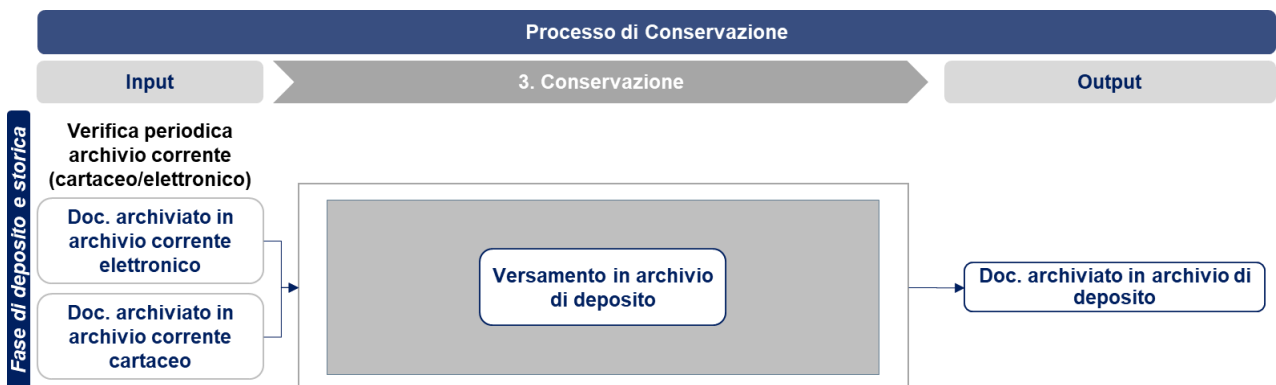 Processo di Conservazione
Input
3. Conservazione
Output
Fase di deposito e storica
Verifica periodica
archivio corrente
(cartaceo/elettronico)
Doc. archiviato in
archivio corrente
elettronico
Doc. archiviato in
archivio corrente
cartaceo
Versamento in archivio
di deposito
Doc. archiviato in archivio di
deposito